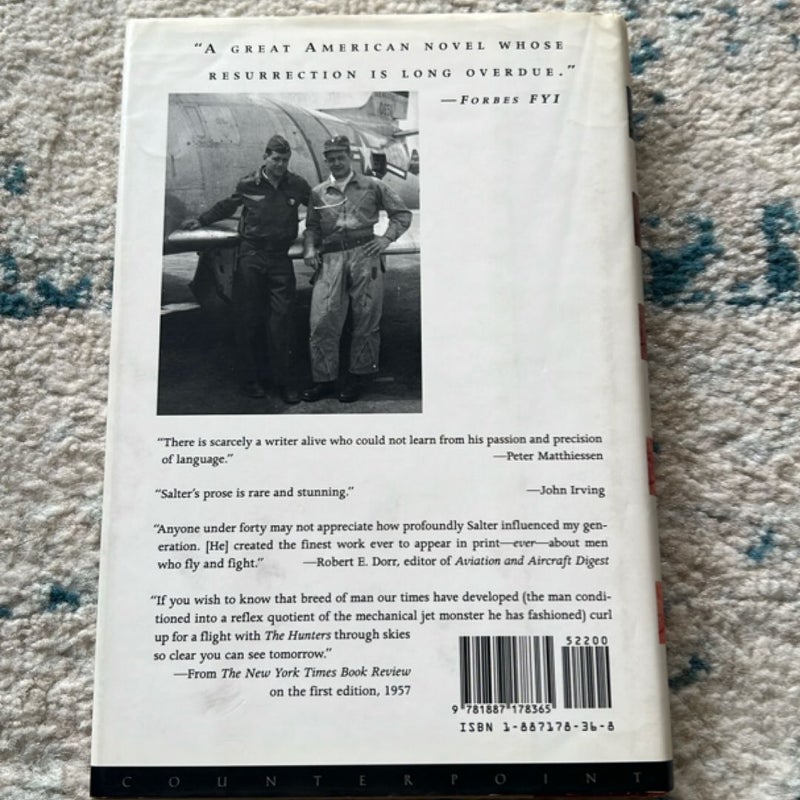 “A GREAT AMERICAN NOVEL WHOSE
RESURRECTION IS LONG OVERDUE.”
—FORBES FYI
“There is scarcely a writer alive who could not learn from his passion and precision
of language.” —Peter Matthiessen
“Salter's prose is rare and stunning.” —John Irving
“Anyone under forty may not appreciate how profoundly Salter influenced my gen-
eration. [He] created the finest work ever to appear in print—ever—about men
who fly and fight.” —Robert E. Dorr, editor of Aviation and Aircraft Digest
“If you wish to know that breed of man our times have developed (the man condi-
tioned into a reflex quotient of the mechanical jet monster he has fashioned) curl
up for a flight with The Hunters through skies
so clear you can see tomorrow.”
—From The New York Times Book Review
on the first edition, 1957
52200
9 781887 178365
ISBN 1-887178-36-8
COUNTERPOINT